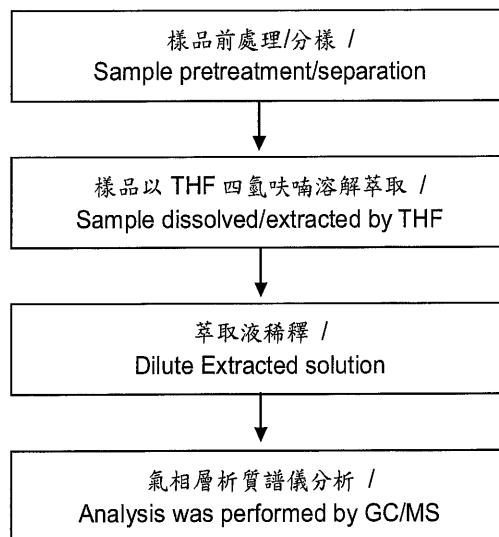 樣品前處理/分樣 /
Sample pretreatment/separation
樣品以 THF 四氫呋喃溶解萃取 /
Sample dissolved/extracted by THF
萃取液稀釋 /
Dilute Extracted solution
氣相層析質譜儀分析 /
Analysis was performed by GC/MS